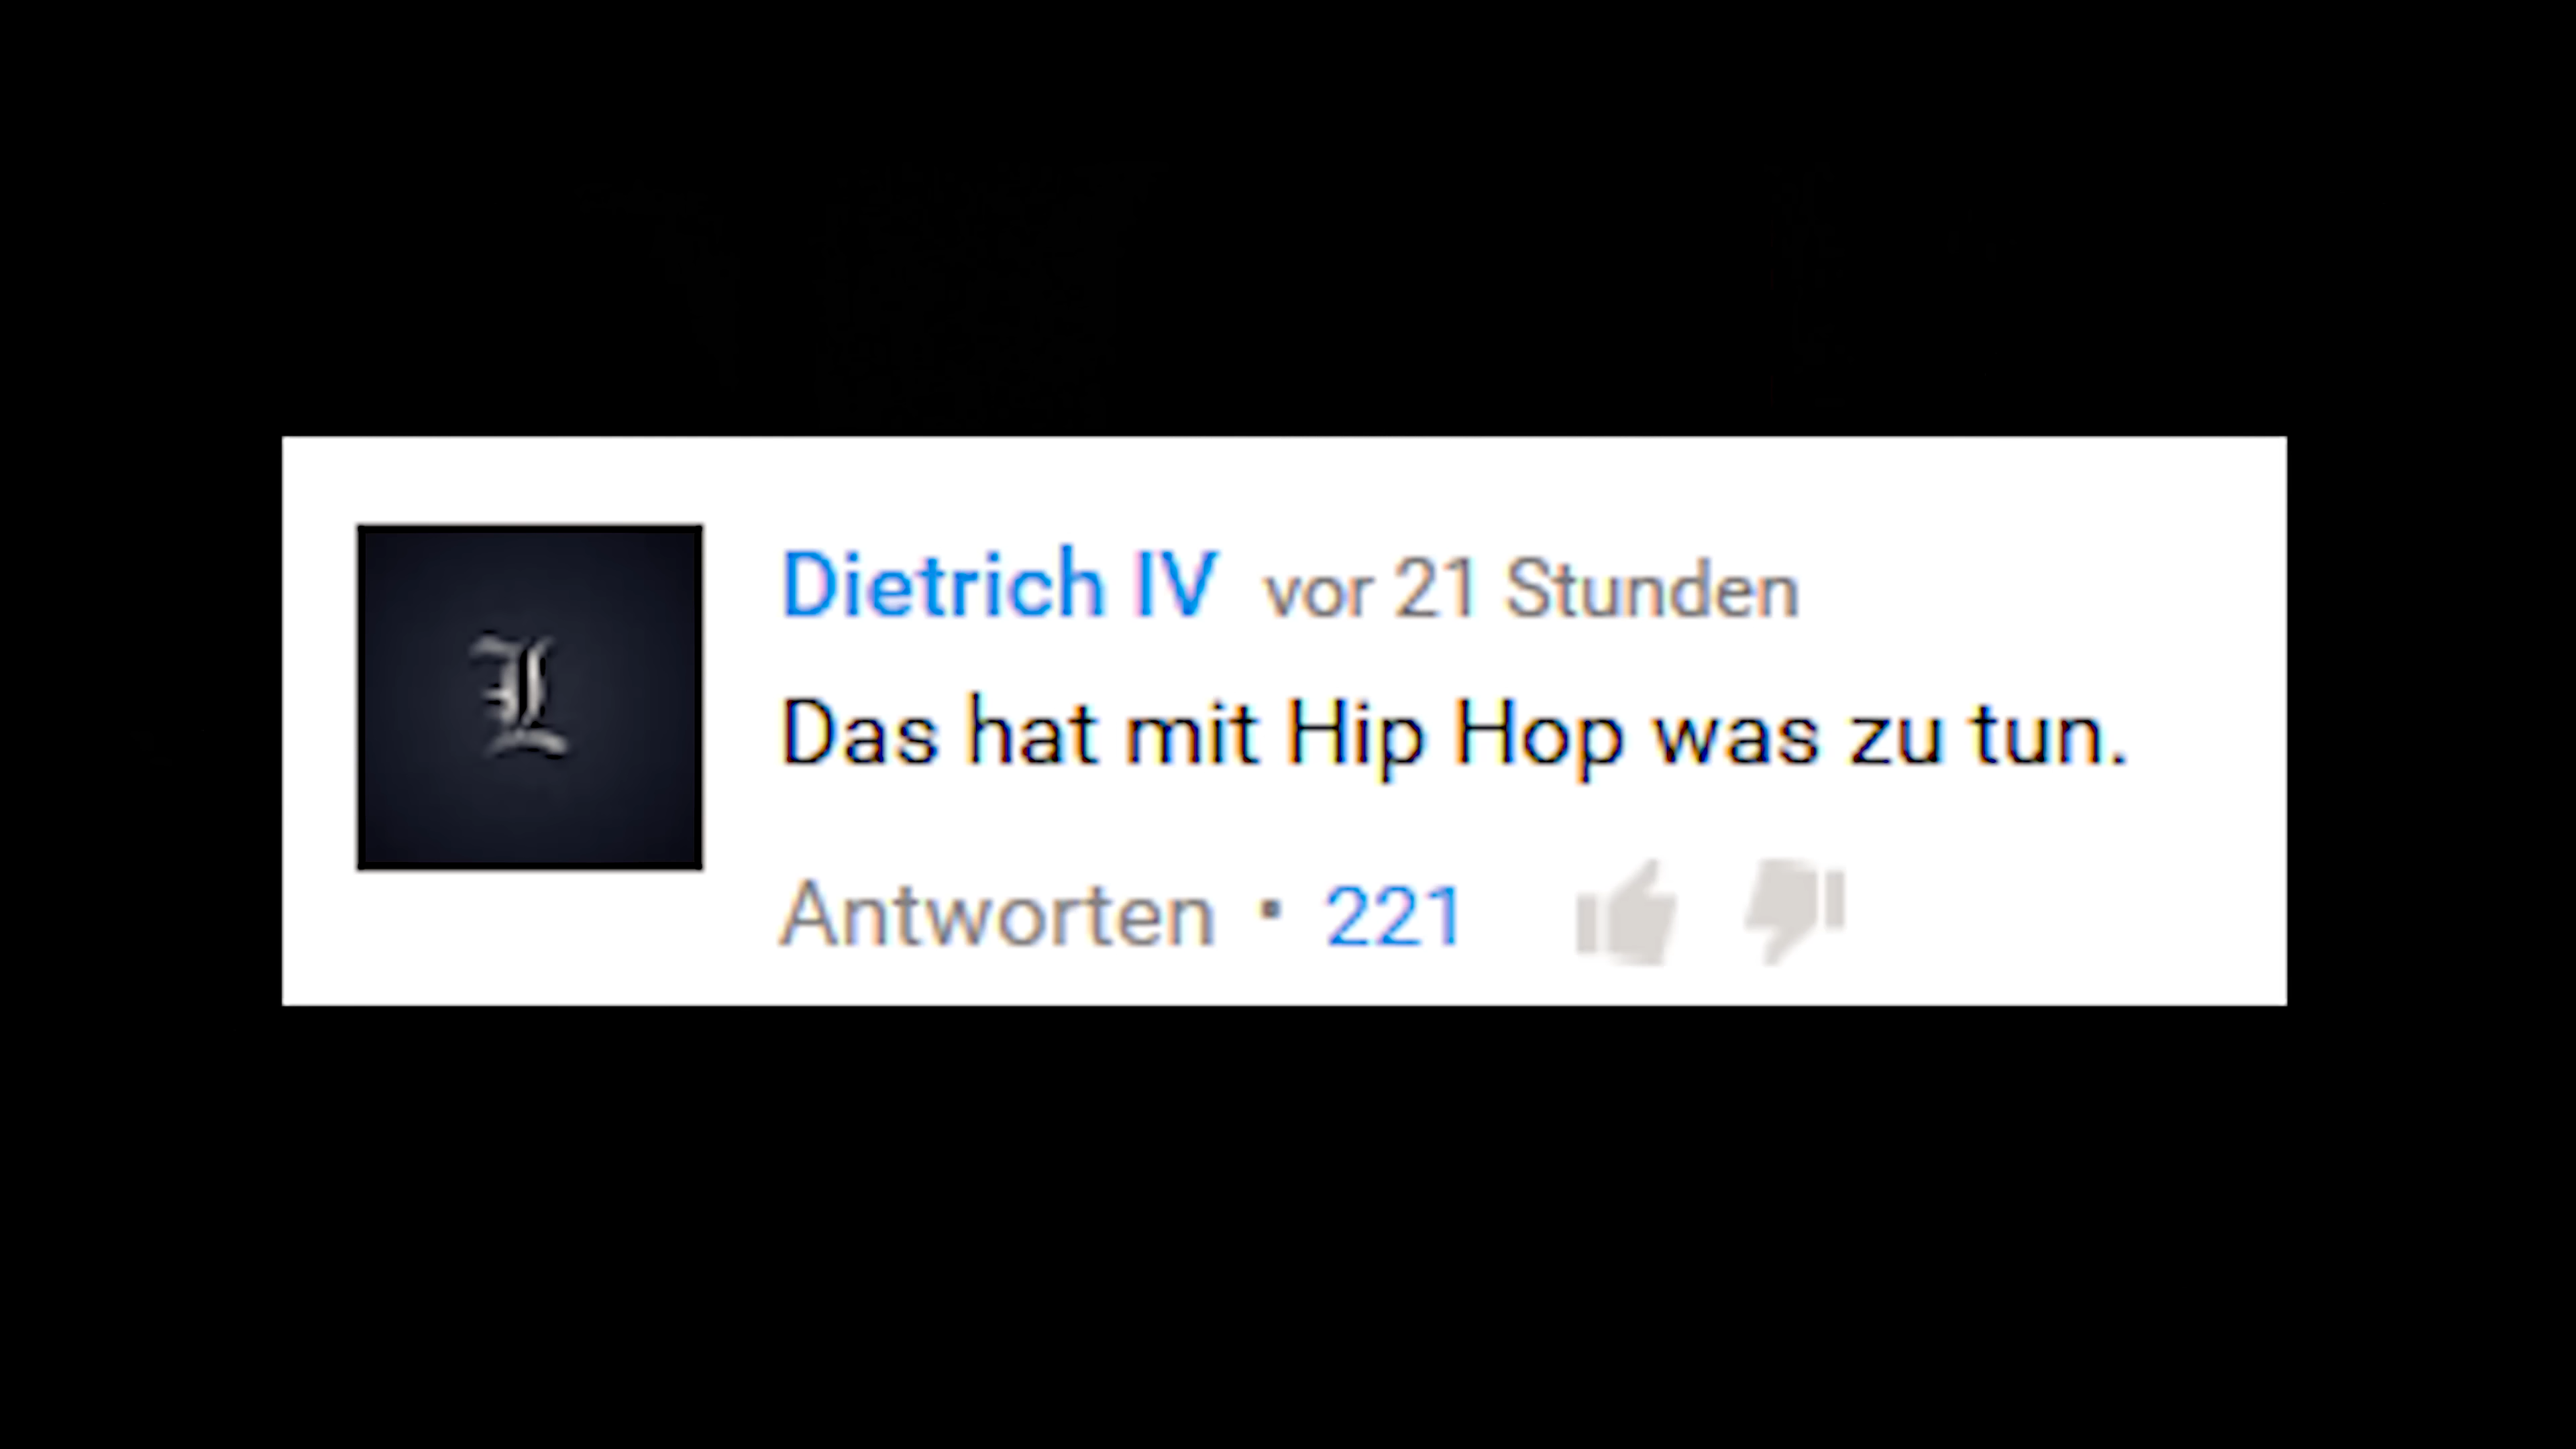 L
Dietrich IV vor 21 Stunden
Das hat mit Hip Hop was zu tun.
Antworten • 221